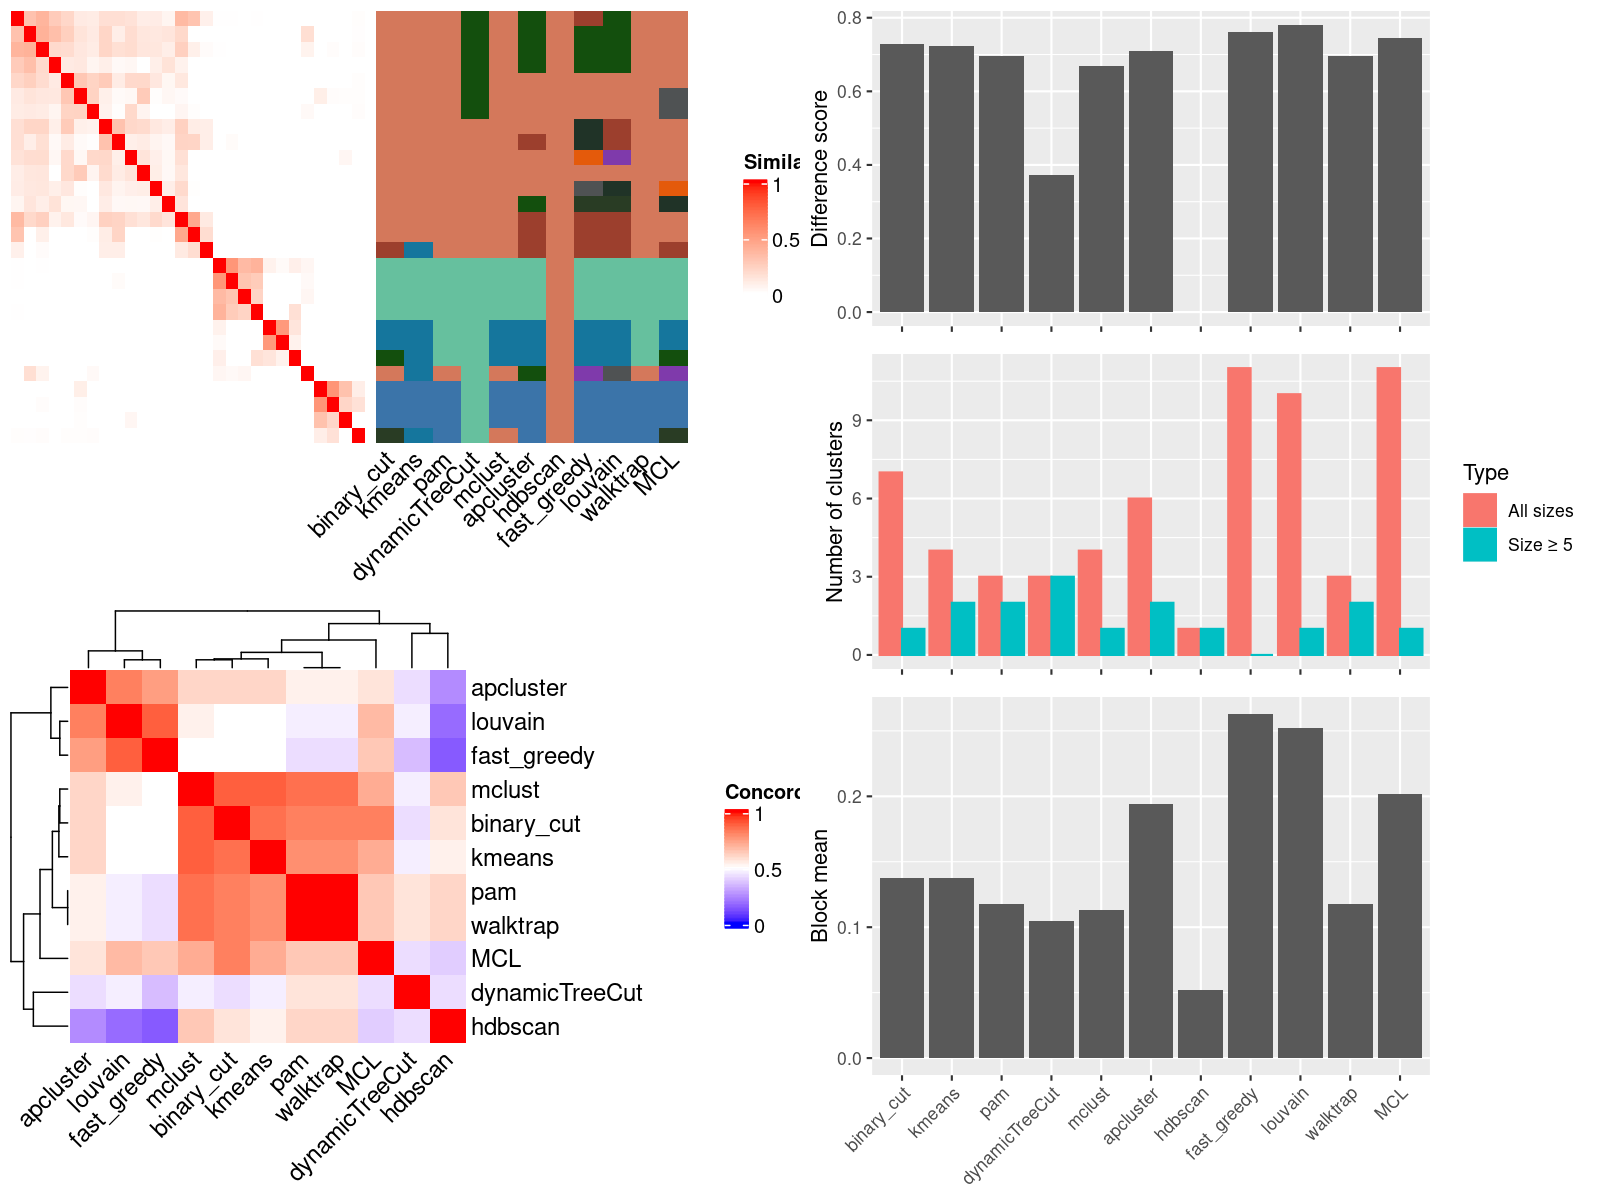 Simila
1
0.5
0
binary_cut
kmeans
pam
dynamicTreeCut
mclust
apcluster
hdbscan
fast_greedy
louvain
walktrap
MCL
apcluster
louvain
fast_greedy
mclust
binary_cut
kmeans
pam
walktrap
MCL
dynamicTreeCut
hdbscan
apcluster
louvain
fast_greedy
mclust
binary_cut
kmeans
pam
walktrap
MCL
dynamicTreeCut
hdbscan
Concord
1
0.5
0
Difference score
0.8
0.6
0.4
0.2
0.0
Number of clusters
9
6
3
0
Type
All sizes
Size ≥ 5
Block mean
0.2
0.1
0.0
binary_cut
kmeans
pam
dynamicTreeCut
mclust
apcluster
hdbscan
fast_greedy
louvain
walktrap
MCL